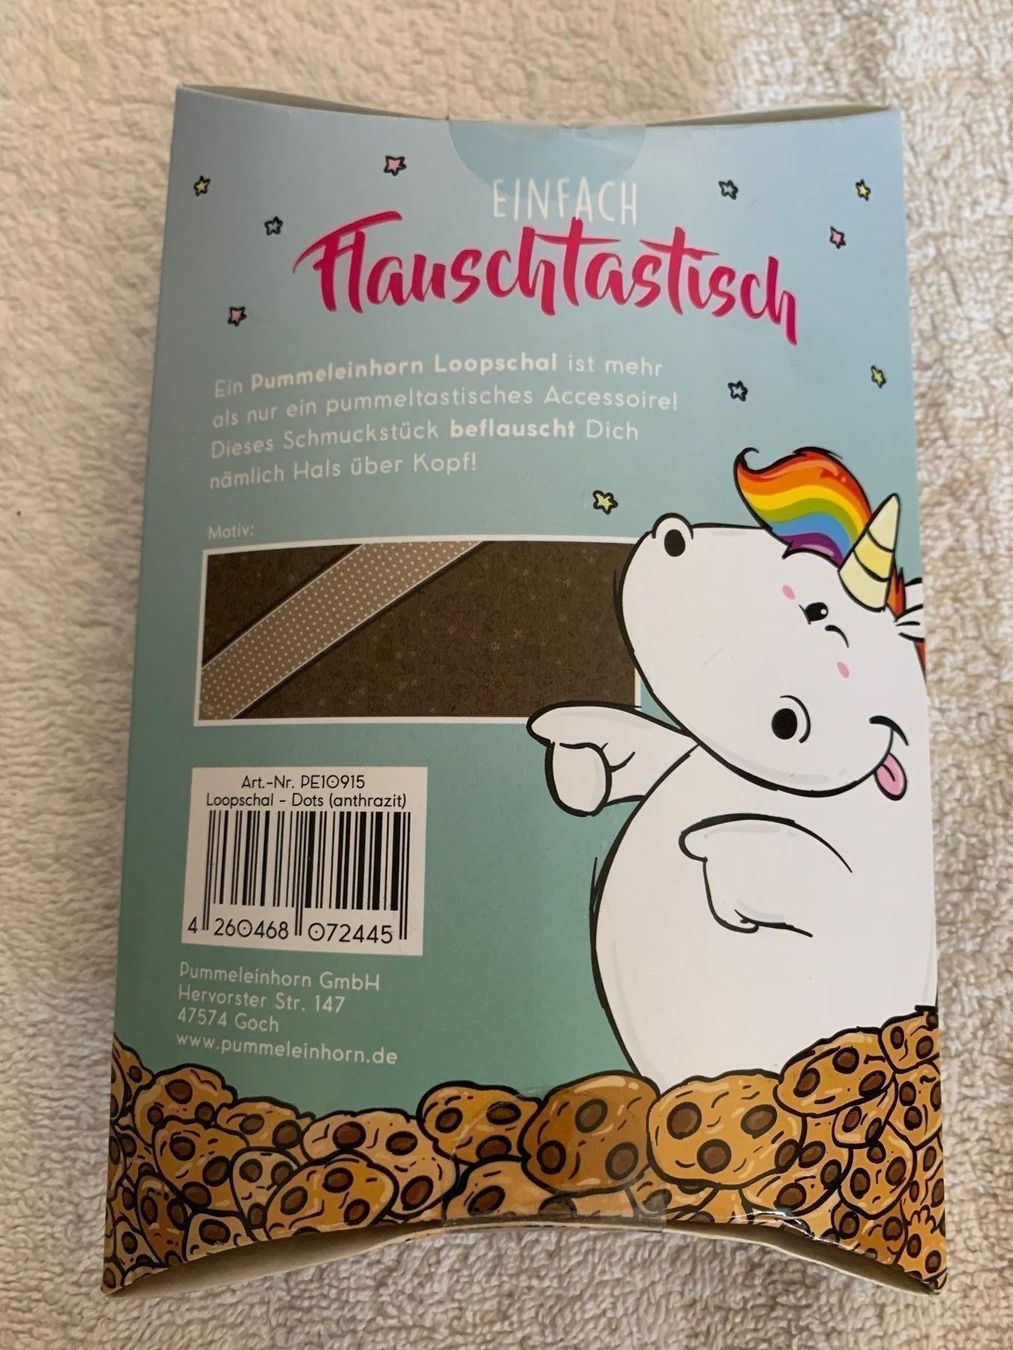 EINFACH
Flauschtastisch
Ein Pummeleinhorn Loopschal ist mehr
als nur ein pummeltastisches Accessoire!
Dieses Schmuckstück beflauscht Dich
nämlich Hals über Kopf!
Motiv:
Art.-Nr. PE10915
Loopschal - Dots (anthrazit)
4 260468 072445
Pummeleinhorn GmbH
Hervorster Str. 147
47574 Goch
www.pummeleinhorn.de